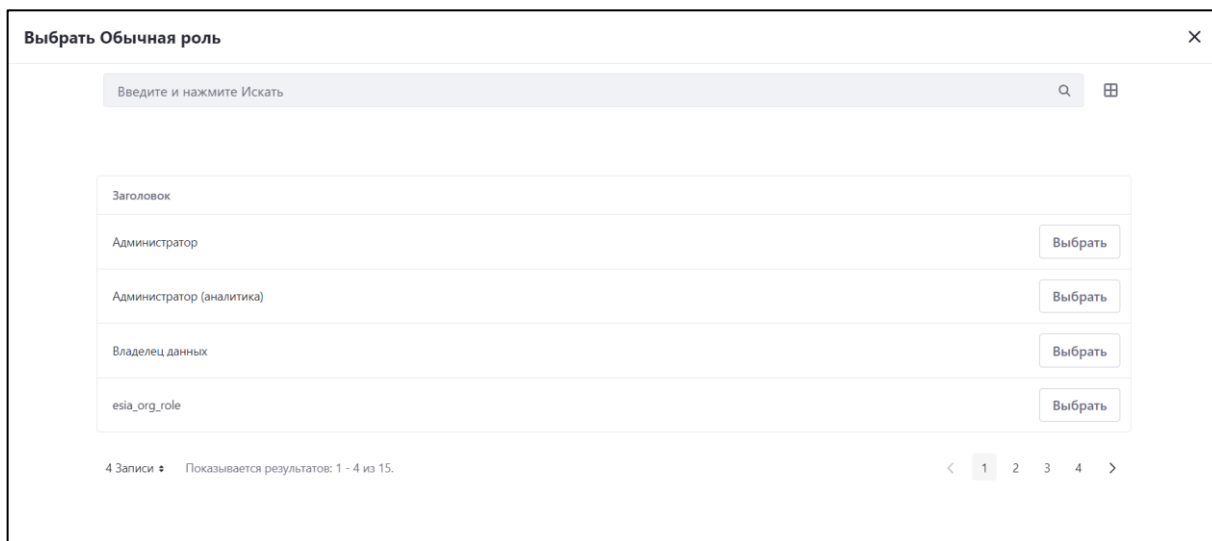 Выбрать Обычная роль
Введите и нажмите Искать
Заголовок
Администратор Выбрать
Администратор (аналитика) Выбрать
Владелец данных Выбрать
esia_org_role Выбрать
4 Записи Показывается результатов: 1 - 4 из 15. 1 2 3 4